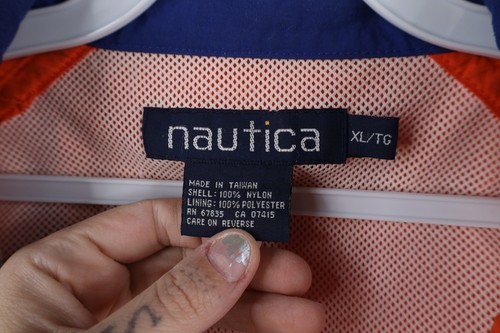 nautica
XL/TG
MADE IN TAIWAN
SHELL: 100% NYLON
LINING: 100% POLYESTER
RN 67835 CA 07415
CARE ON REVERSE